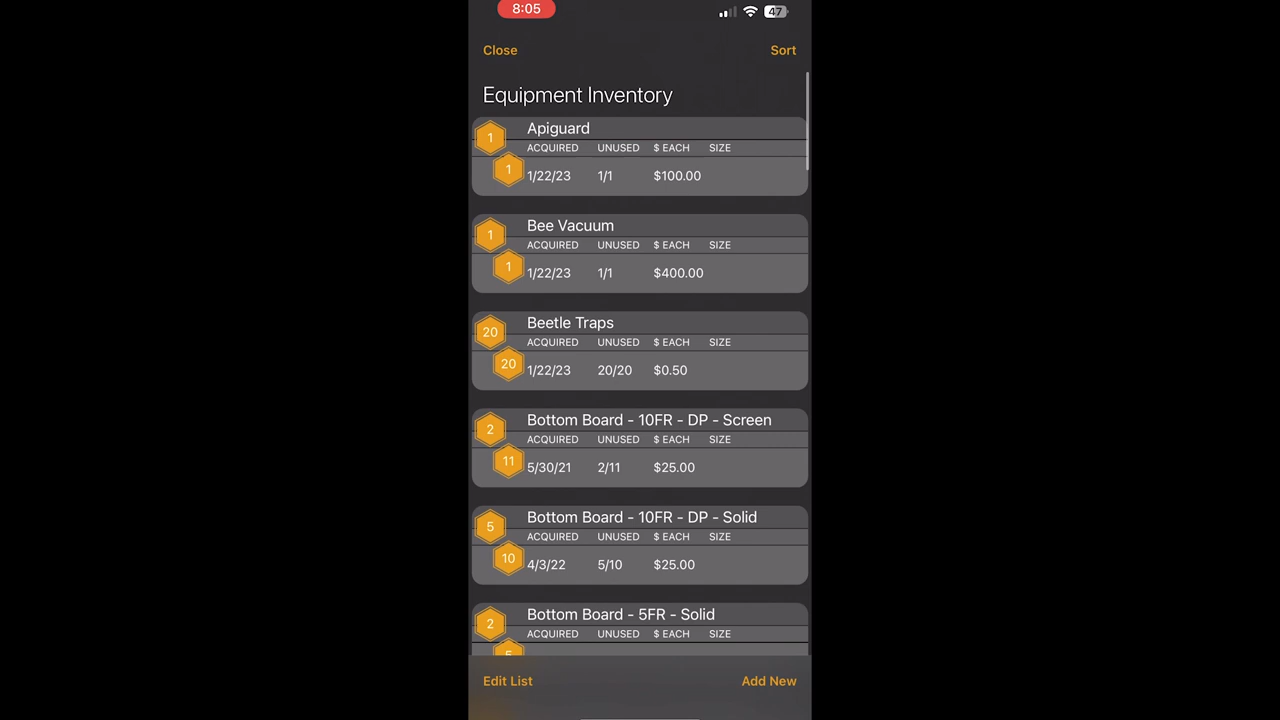 8:05
47
Close
Sort
Equipment Inventory
1
Apiguard
ACQUIRED UNUSED $ EACH SIZE
1
1/22/23 1/1 $100.00
1
Bee Vacuum
ACQUIRED UNUSED $ EACH SIZE
1
1/22/23 1/1 $400.00
20
Beetle Traps
ACQUIRED UNUSED $ EACH SIZE
20
1/22/23 20/20 $0.50
2
Bottom Board - 10FR - DP - Screen
ACQUIRED UNUSED $ EACH SIZE
11
5/30/21 2/11 $25.00
5
Bottom Board - 10FR - DP - Solid
ACQUIRED UNUSED $ EACH SIZE
10
4/3/22 5/10 $25.00
2
Bottom Board - 5FR - Solid
ACQUIRED UNUSED $ EACH SIZE
Edit List
Add New